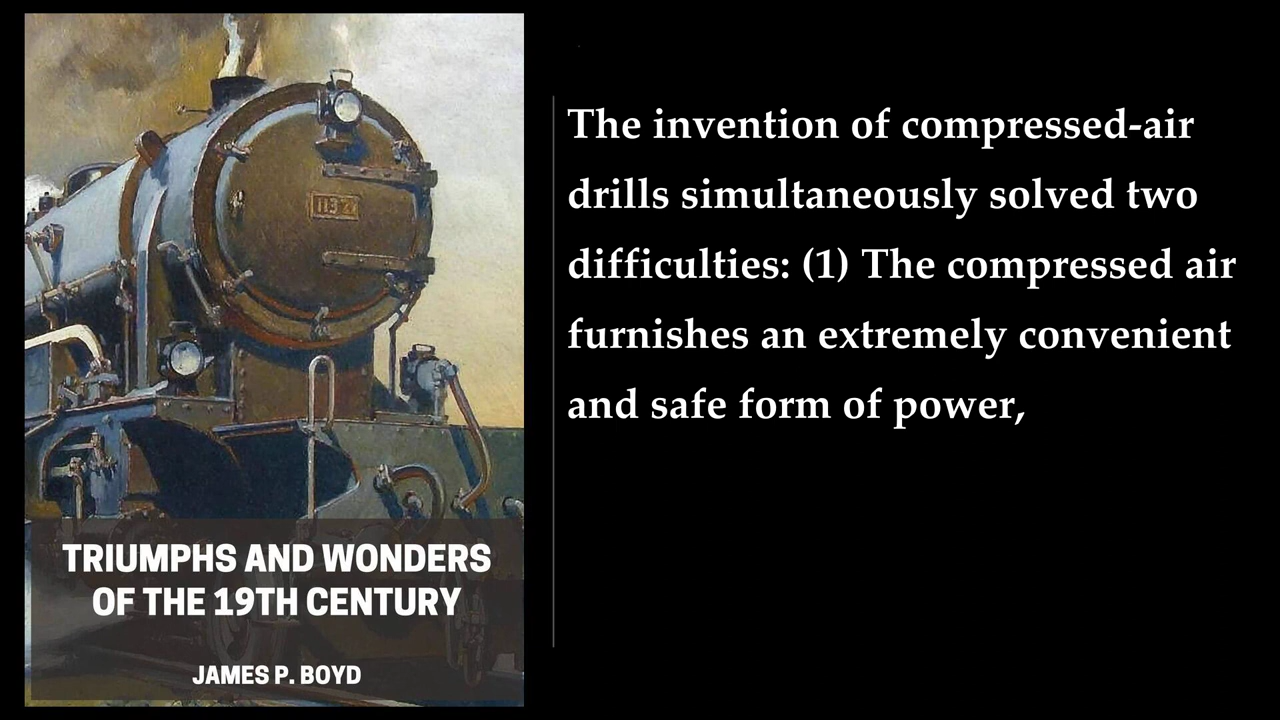 The invention of compressed-air
drills simultaneously solved two
difficulties: (1) The compressed air
furnishes an extremely convenient
and safe form of power,
TRIUMPHS AND WONDERS
OF THE 19TH CENTURY
JAMES P. BOYD